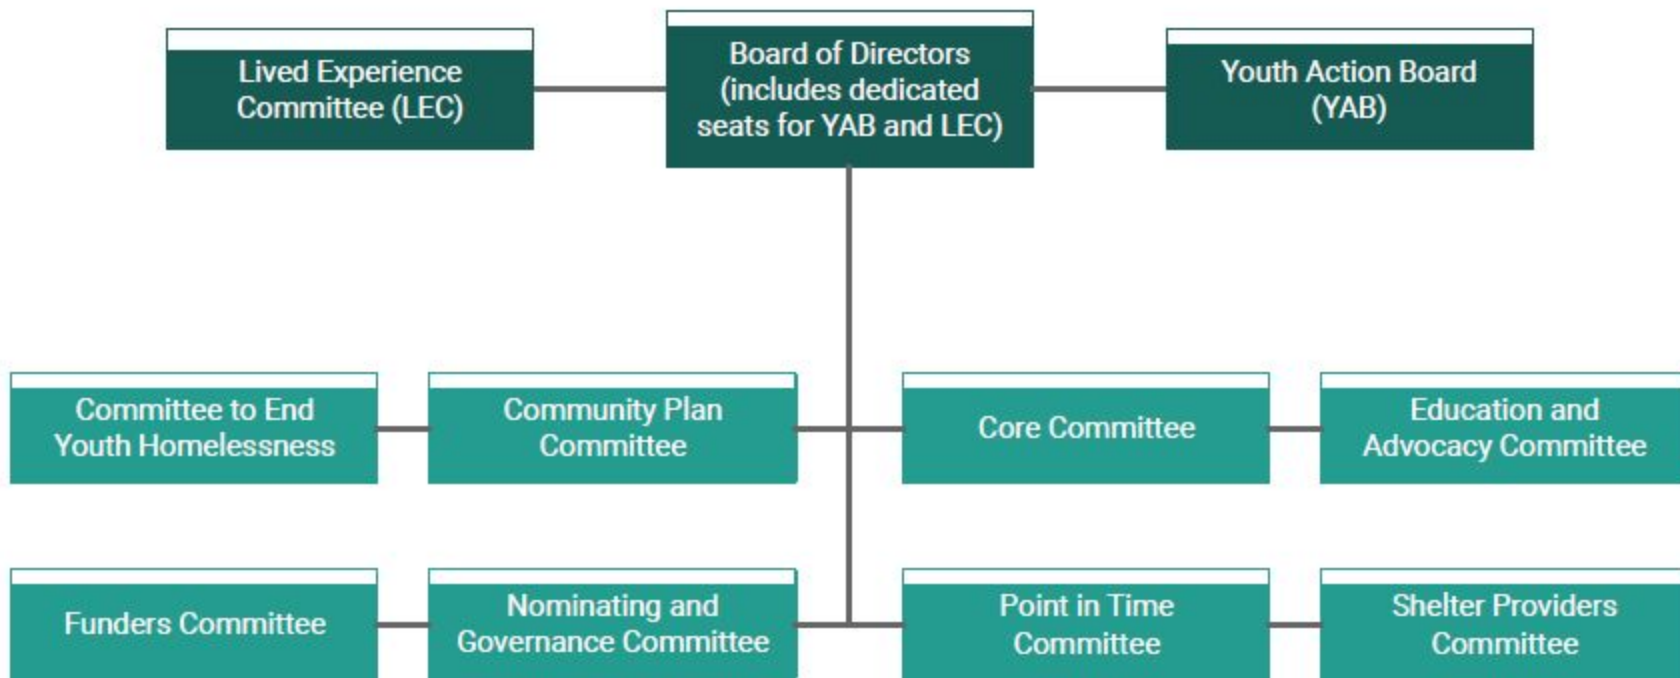 Lived Experience
Committee (LEC)
Board of Directors
(includes dedicated
seats for YAB and LEC)
Youth Action Board
(YAB)
Committee to End
Youth Homelessness
Community Plan
Committee
Core Committee
Education and
Advocacy Committee
Funders Committee
Nominating and
Governance Committee
Point in Time
Committee
Shelter Providers
Committee